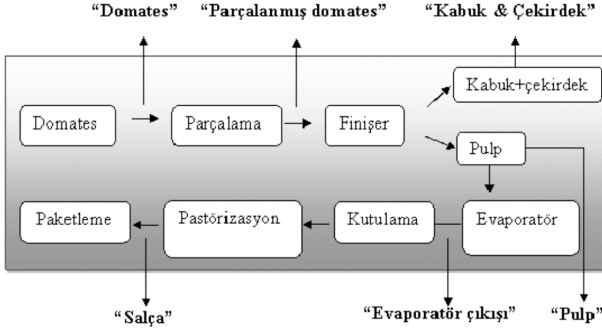 “Domates” “Parçalanmış domates” “Kabuk & Çekirdek”
Kabuk+çekirdek
Domates Parçalama Finişer
Pulp
Paketleme Pastörizasyon Kutulama Evaporatör
“Salça” “Evaporatör çıkışı” “Pulp”